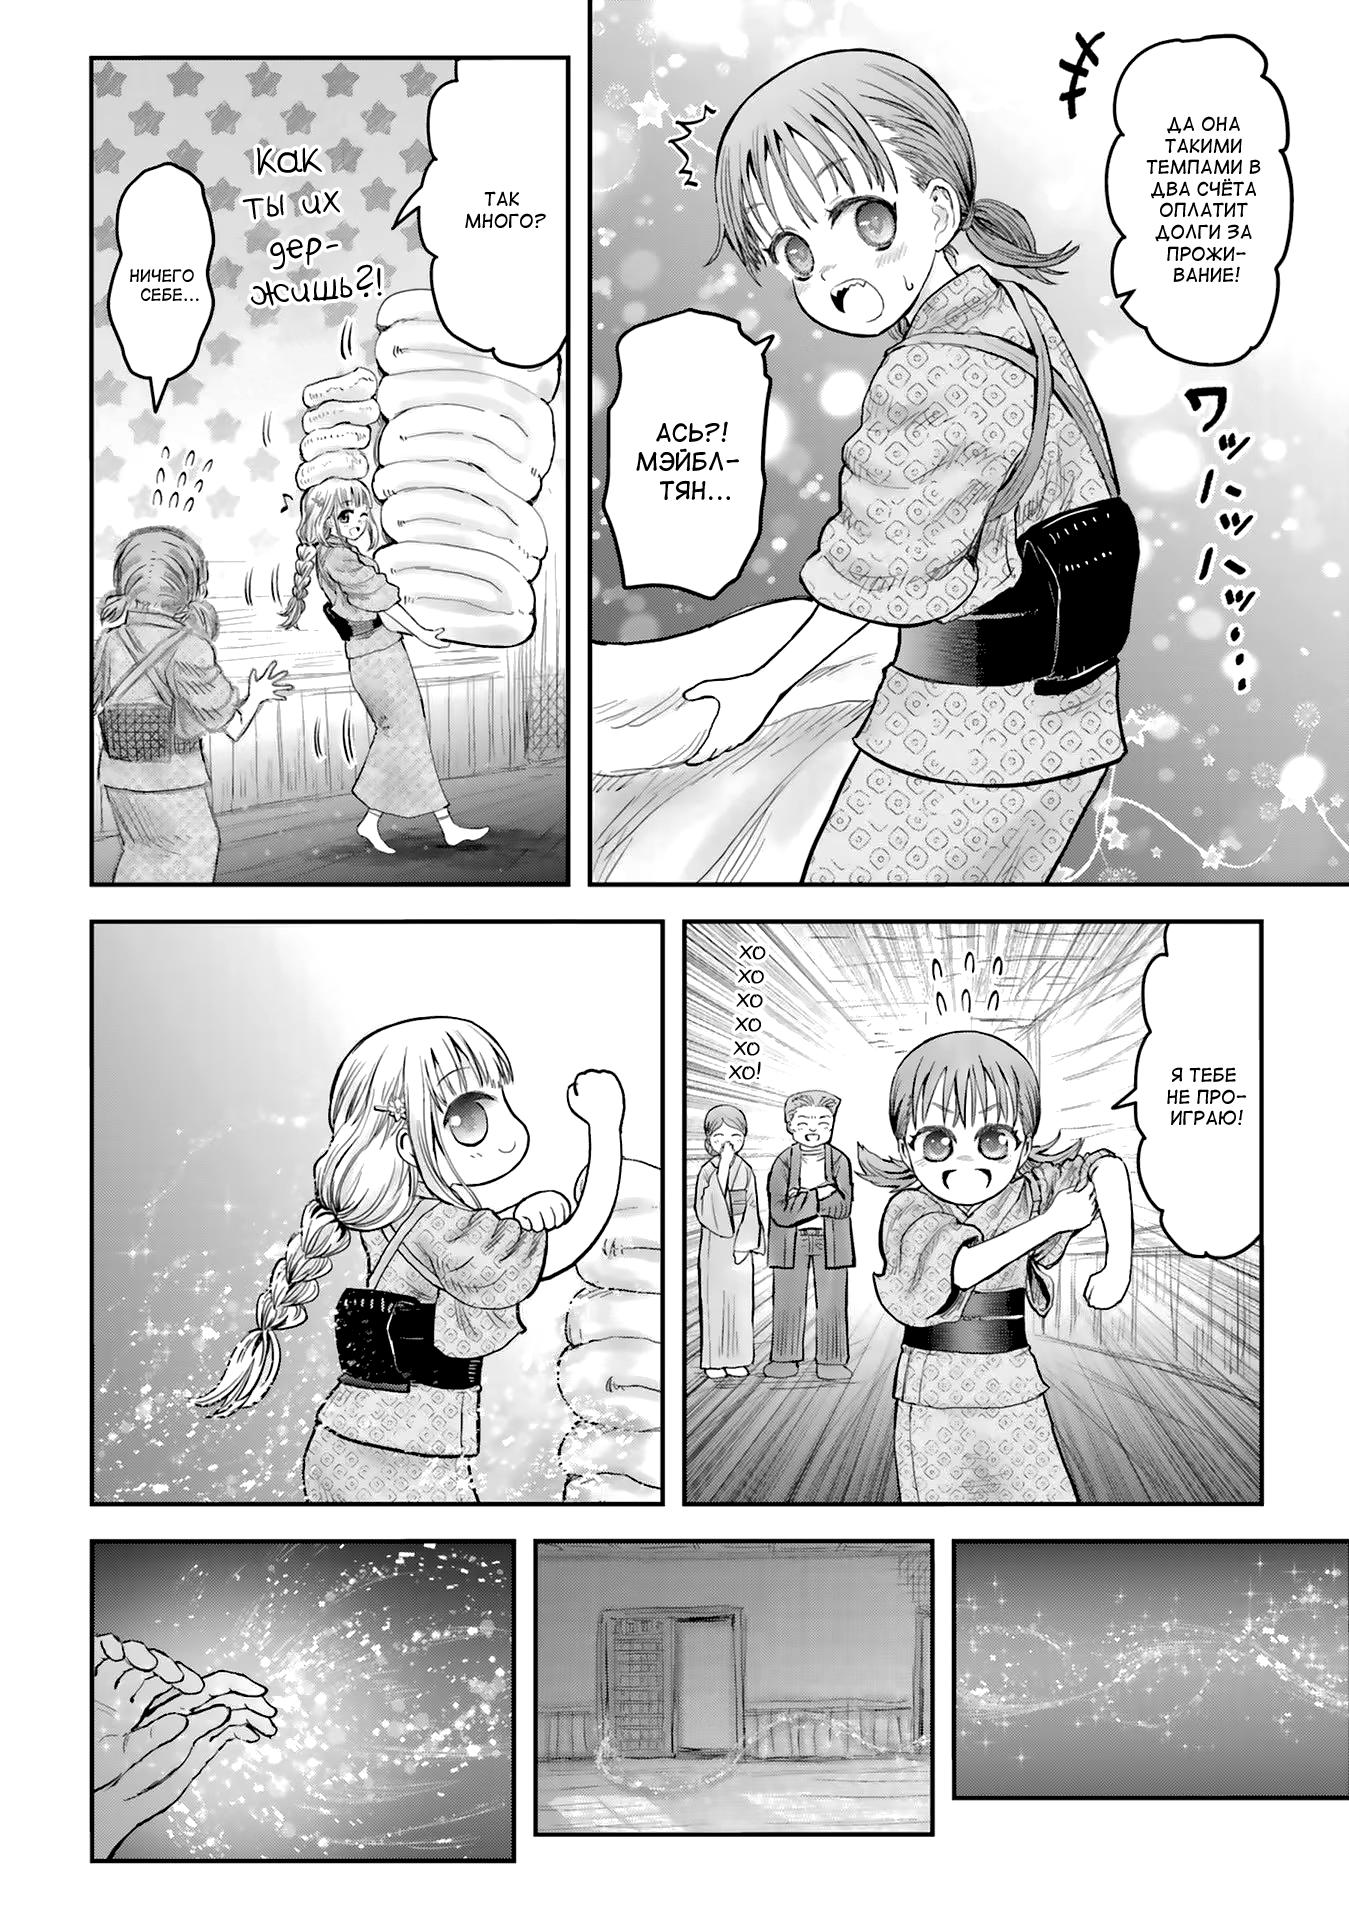 ДА ОНА
ТАКИМИ
ТЕМПАМИ В
ДВА СЧЁТА
ОПЛАТИТ
ДОЛГИ ЗА
ПРОЖИ-
ВАНИЕ!
АСЬ?!
МЭЙБЛ-
ТЯН...
ワッーハッハッ...
ТАК
МНОГО?
Как
ты их
дер-
жишь?!
НИЧЕГО
СЕБЕ...
Я ТЕБЕ
НЕ ПРО-
ИГРАЮ!
ХО
ХО
ХО
ХО
ХО
ХО!